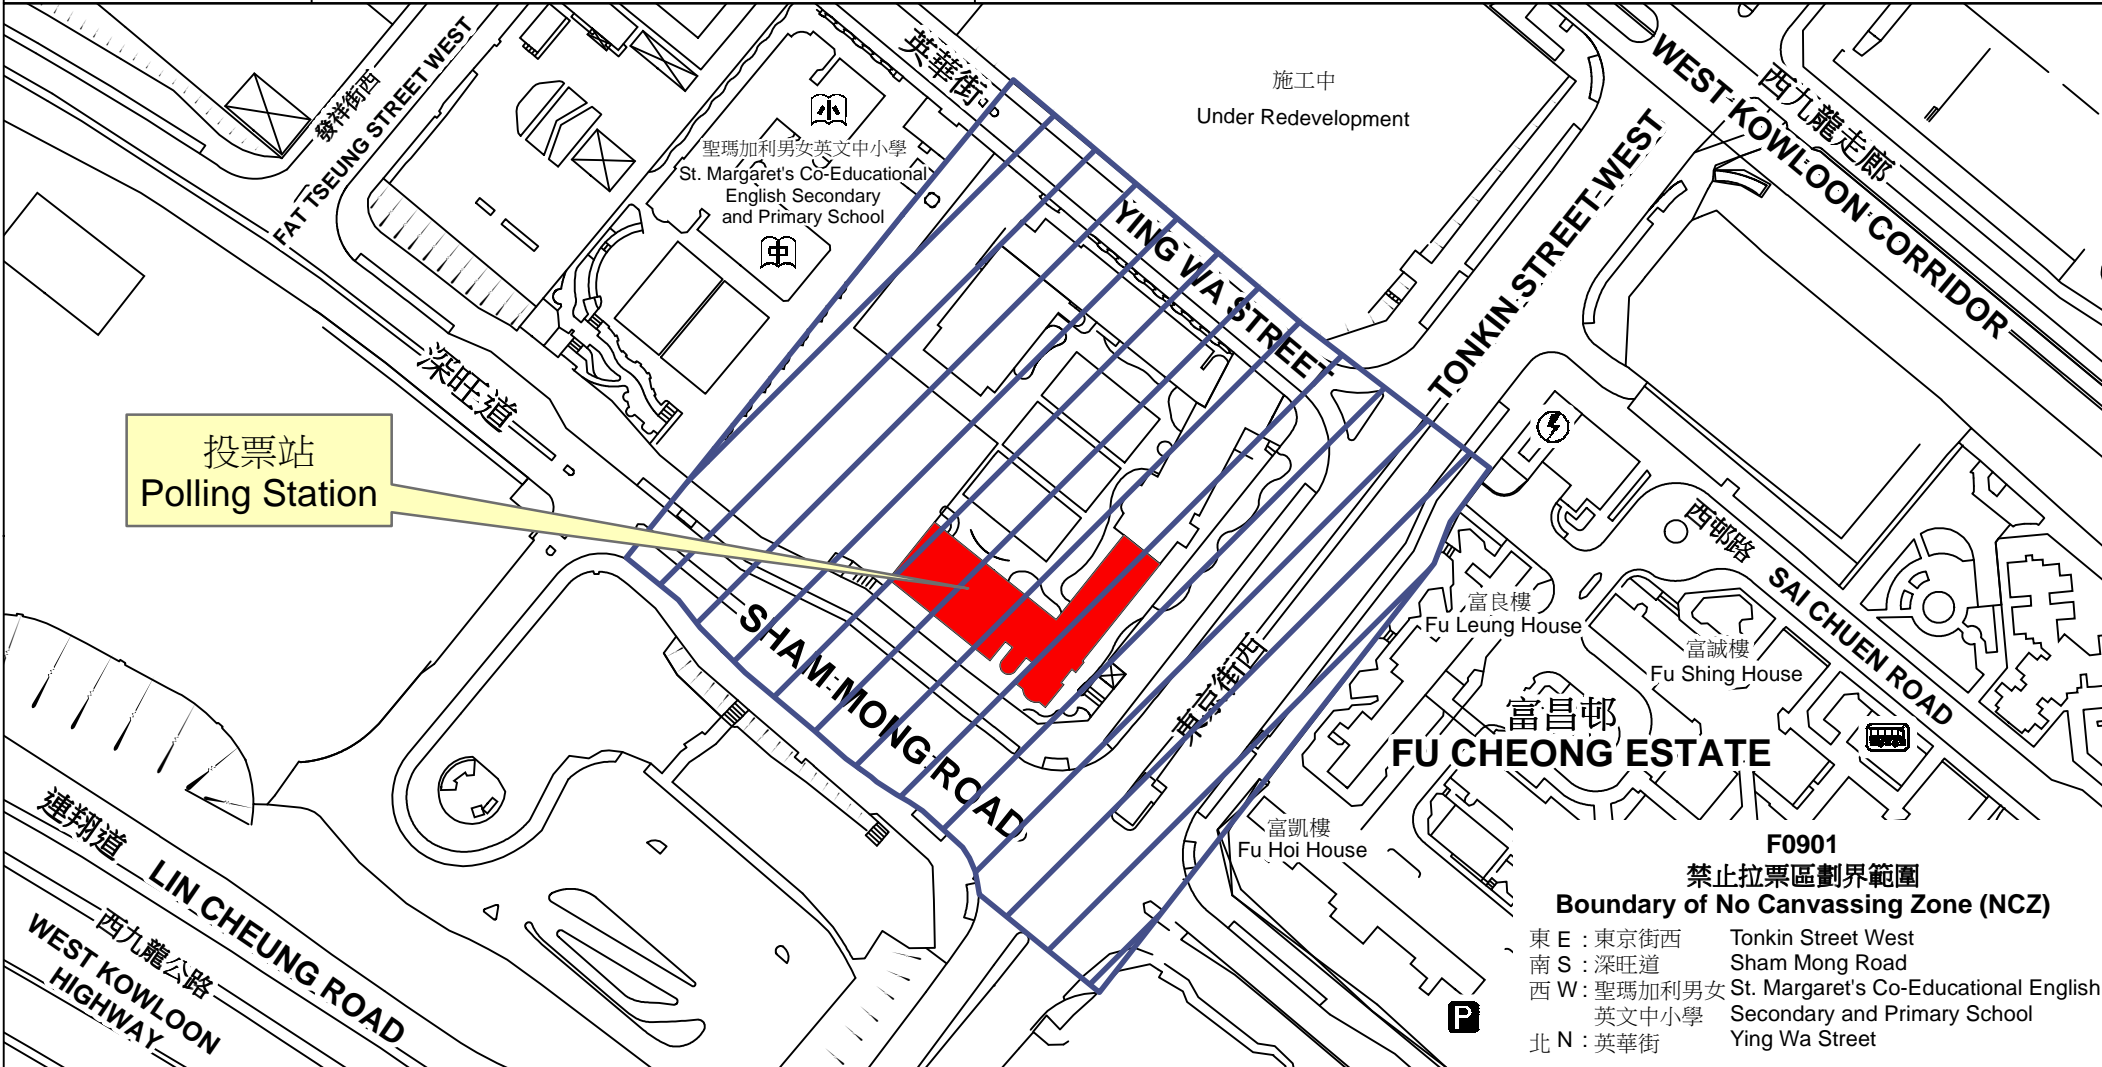 英華街
施工中
Under Redevelopment
西九龍走廊
WEST KOWLOON CORRIDOR
發祥街西
FAT TSEUNG STREET WEST
小
聖瑪加利男女英文中小學
St. Margaret's Co-Educational
English Secondary
and Primary School
中
YING WA STREET
TONKIN STREET WEST
深旺道
投票站
Polling Station
西邨路
SAI CHUEN ROAD
富良樓
Fu Leung House
富誠樓
Fu Shing House
SHAM MONG ROAD
東京街西
富昌邨
FU CHEONG ESTATE
富凱樓
Fu Hoi House
連翔道
LIN CHEUNG ROAD
西九龍公路
WEST KOWLOON
HIGHWAY
P
F0901
禁止拉票區劃界範圍
Boundary of No Canvassing Zone (NCZ)
東 E : 東京街西 Tonkin Street West
南 S : 深旺道 Sham Mong Road
西 W : 聖瑪加利男女 St. Margaret's Co-Educational English
英文中小學 Secondary and Primary School
北 N : 英華街 Ying Wa Street